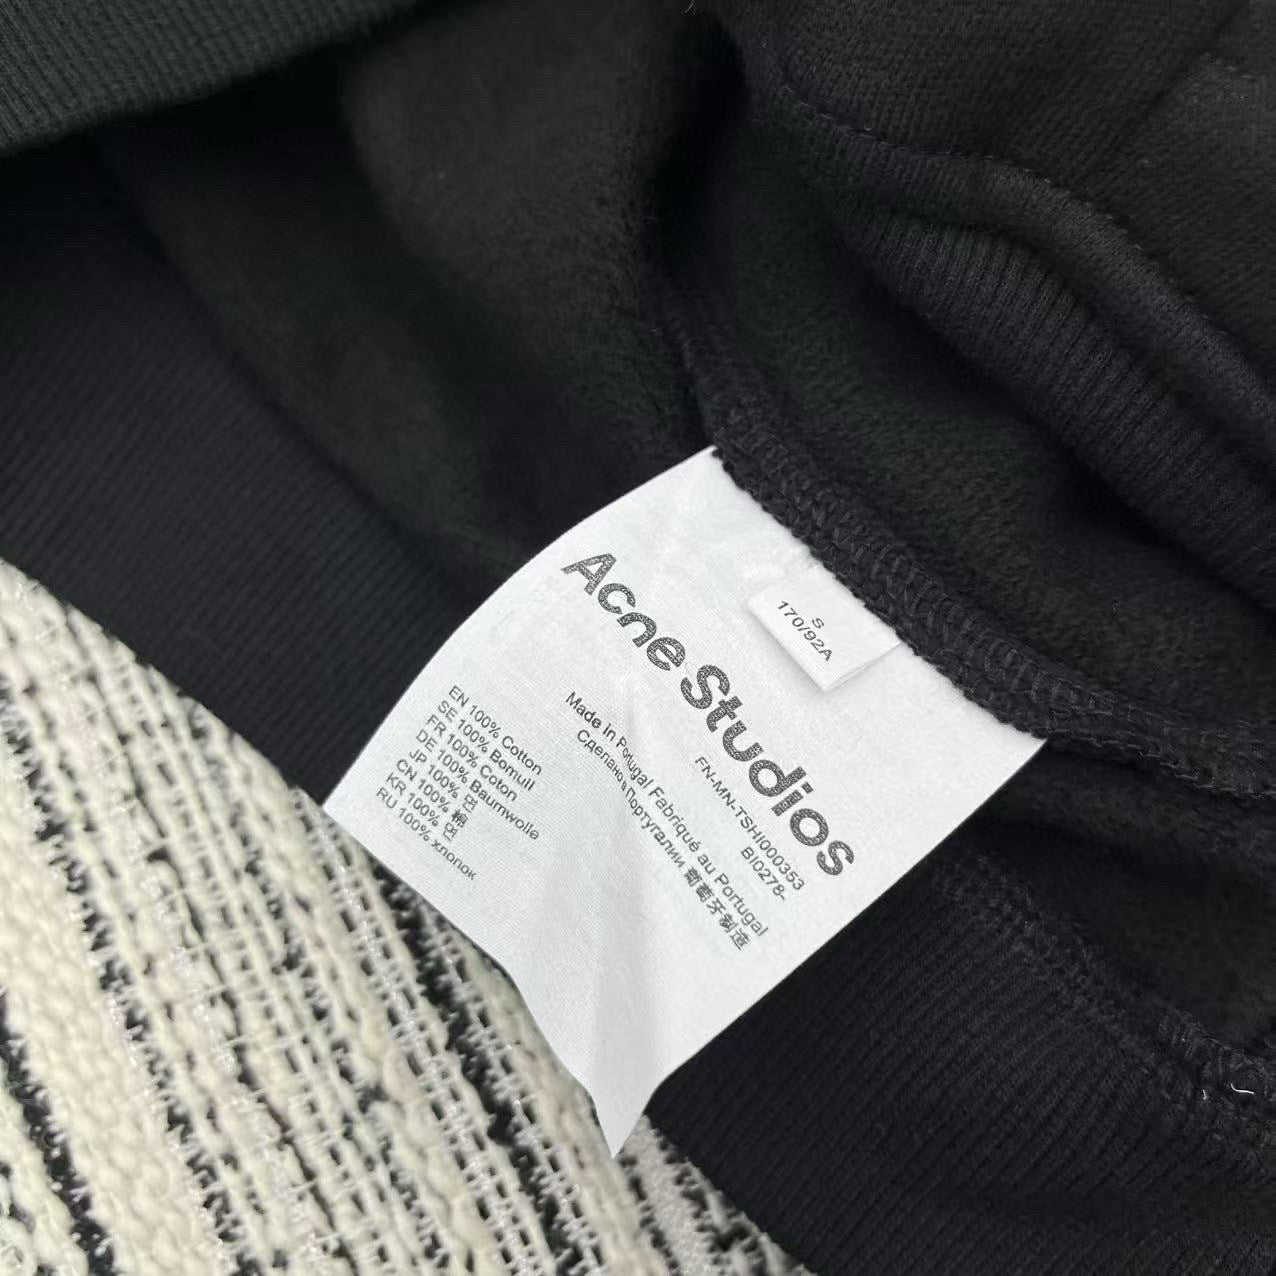 S
170/92A
Acne Studios
FN-MN-TSHI000353
BI0278-
Made in Portugal Fabriqué au Portugal
Сделано в Португалии 葡萄牙制造
EN 100% Cotton
SE 100% Bomull
FR 100% Coton
DE 100% Baumwolle
JP 100% 면
CN 100% 棉
KR 100% 면
RU 100% хлопок